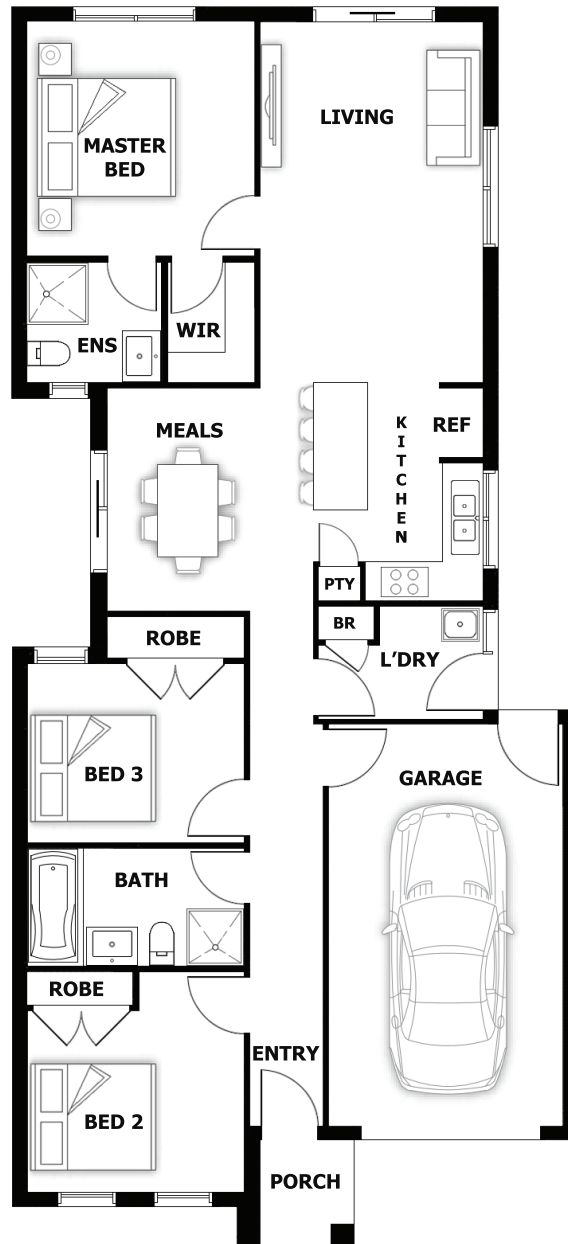 LIVING
MASTER
BED
WIR
ENS
MEALS
KITCHEN
REF
PTY
BR
ROBE
L'DRY
BED 3
GARAGE
BATH
ROBE
ENTRY
BED 2
PORCH